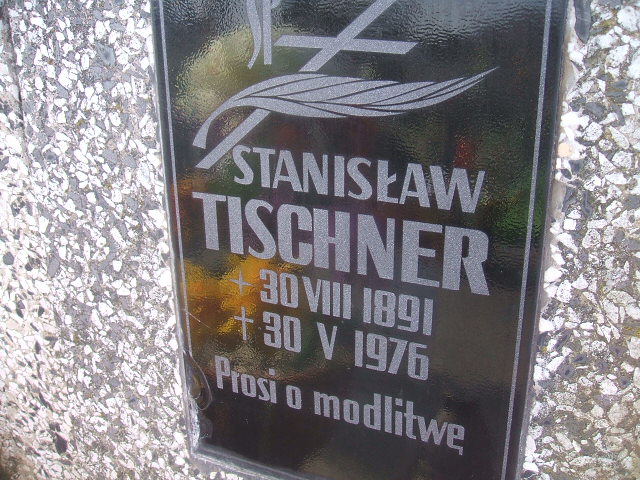 STANISŁAW
TISCHNER
+ 30 VIII 1891
† 30 V 1976
Prosi o modlitwę